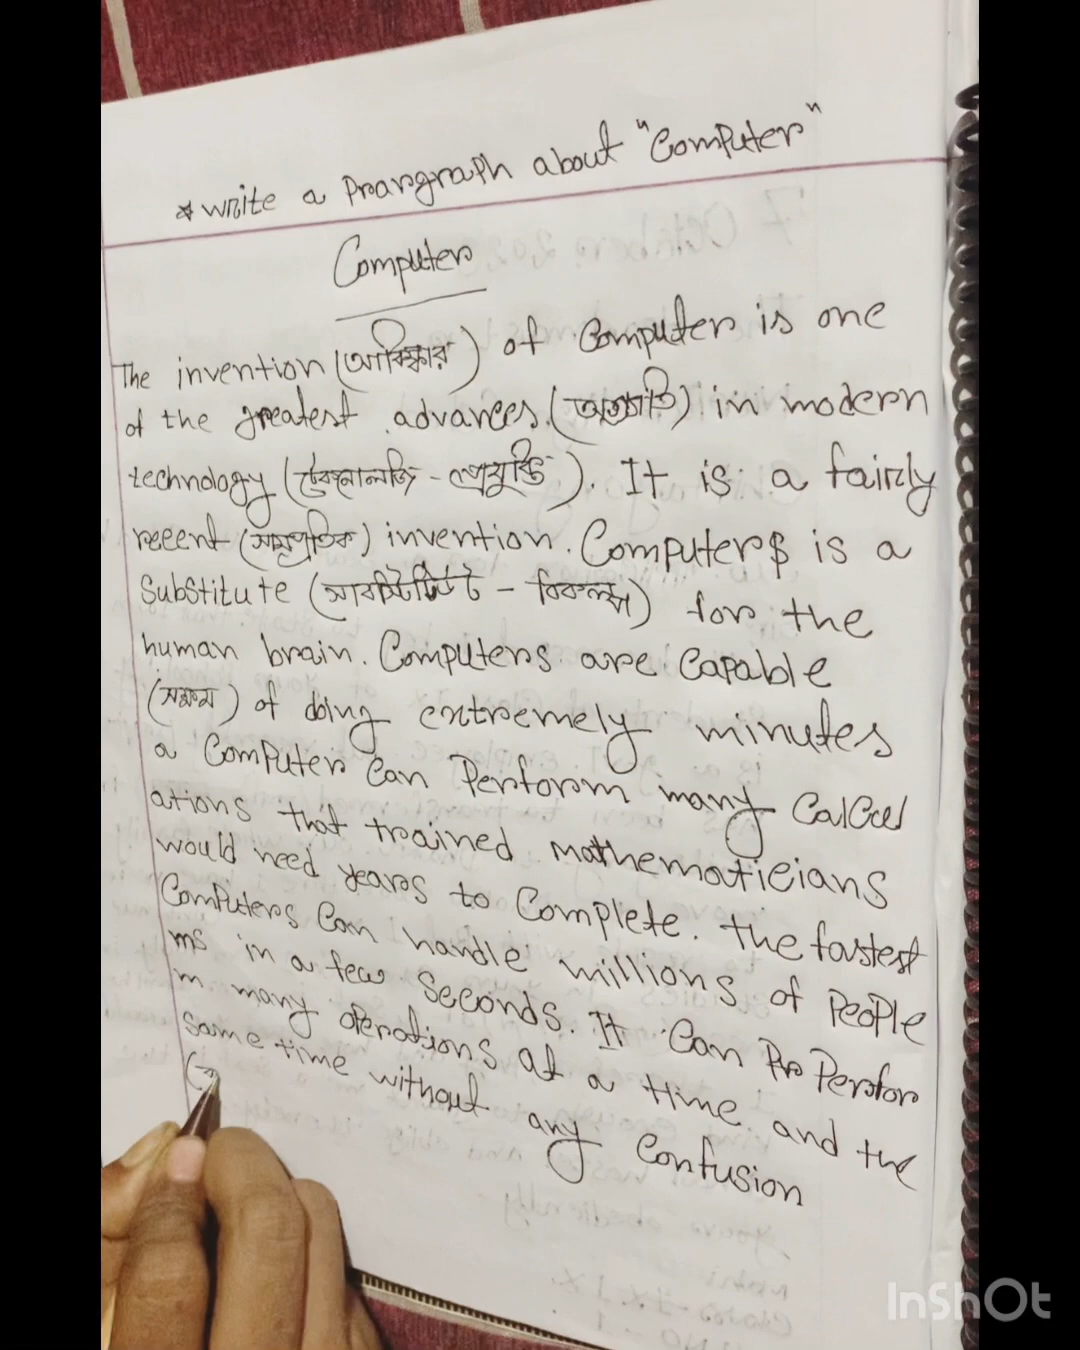 * write a Prargraph about "Computer"
Computer
The invention (আবিষ্কার) of Computer is one
of the greatest advances (অগ্রগতি) in modern
technology (টেকনোলজি - প্রযুক্তি). It is a fairly
recent (সাম্প্রতিক) invention. Computers is a
Substitute (সাবস্টিটিউট - বিকল্প) for the
human brain. Computers are Capable
(সক্ষম) of doing extremely minutes
a Computer Can Perform many Calcul
ations that trained mathematicians
would need years to Complete. the fastest
Computers Can handle millions of People
ms in a few Seconds. It Can Pr Perfor
m many operations at a time and the
same time without any Confusion
InShOt